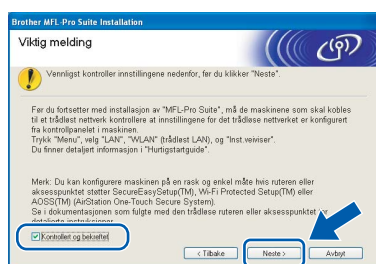 Brother MFL-Pro Suite Installation
Viktig melding
Vennligst kontroller innstillingene nedenfor, før du klikker "Neste".
Før du fortsetter med installasjon av "MFL-Pro Suite", må de maskinene som skal kobles
til et trådløst nettverk kontrollere at innstillingene for det trådløse nettverket er konfigurert
fra kontrollpanelet i maskinen.
Trykk "Menu", velg "LAN", "WLAN" (trådløst LAN), og "Inst.veiviser".
Du finner detaljert informasjon i "Hurtigstartguide".
Merk: Du kan konfigurere maskinen på en rask og enkel måte hvis ruteren eller
aksesspunktet støtter SecureEasySetup(TM), Wi-Fi Protected Setup(TM) eller
AOSS(TM) (AirStation One-Touch Secure System).
Se i dokumentasjonen som fulgte med den trådløse ruteren eller aksesspunktet for
detaljerte instruksjoner.
Kontrollert og bekreftet
< Tilbake
Neste >
Avbryt